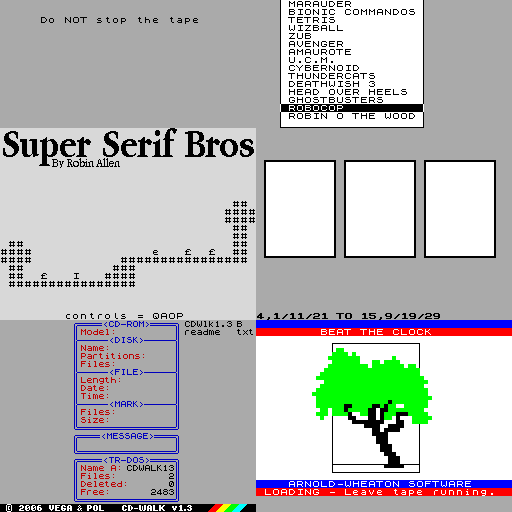 Do NOT stop the tape
MARAUDER
BIONIC COMMANDOS
TETRIS
WIZBALL
ZUB
AVENGER
AMAUROTE
U.C.M.
CYBERNOID
THUNDERCATS
DEATHWISH 3
HEAD OVER HEELS
GHOSTBUSTERS
ROBOCOP
ROBIN O THE WOOD
Super Serif Bros
By Robin Allen
e f f
£ I
controls = QAOP
4,1/11/21 TO 15,9/19/29
<CD-ROM>
Model:
<DISK>
Name:
Partitions:
Files:
<FILE>
Length:
Date:
Time:
<MARK>
Files:
Size:
<MESSAGE>
<TR-DOS>
Name A: CDWALK13
Files: 2
Deleted: 0
Free: 2483
CDWlk1.3 B
readme txt
© 2006 VEGA & POL CD-WALK v1.3
BEAT THE CLOCK
ARNOLD-WHEATON SOFTWARE
LOADING - Leave tape running.